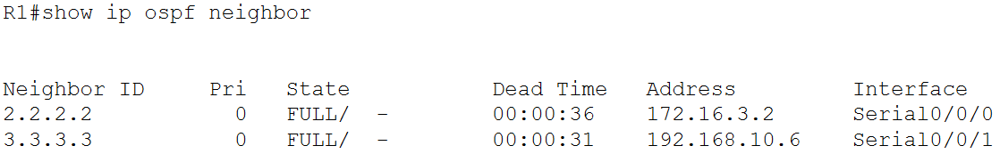 R1#show ip ospf neighbor
Neighbor ID Pri State Dead Time Address Interface
2.2.2.2 0 FULL/ - 00:00:36 172.16.3.2 Serial0/0/0
3.3.3.3 0 FULL/ - 00:00:31 192.168.10.6 Serial0/0/1